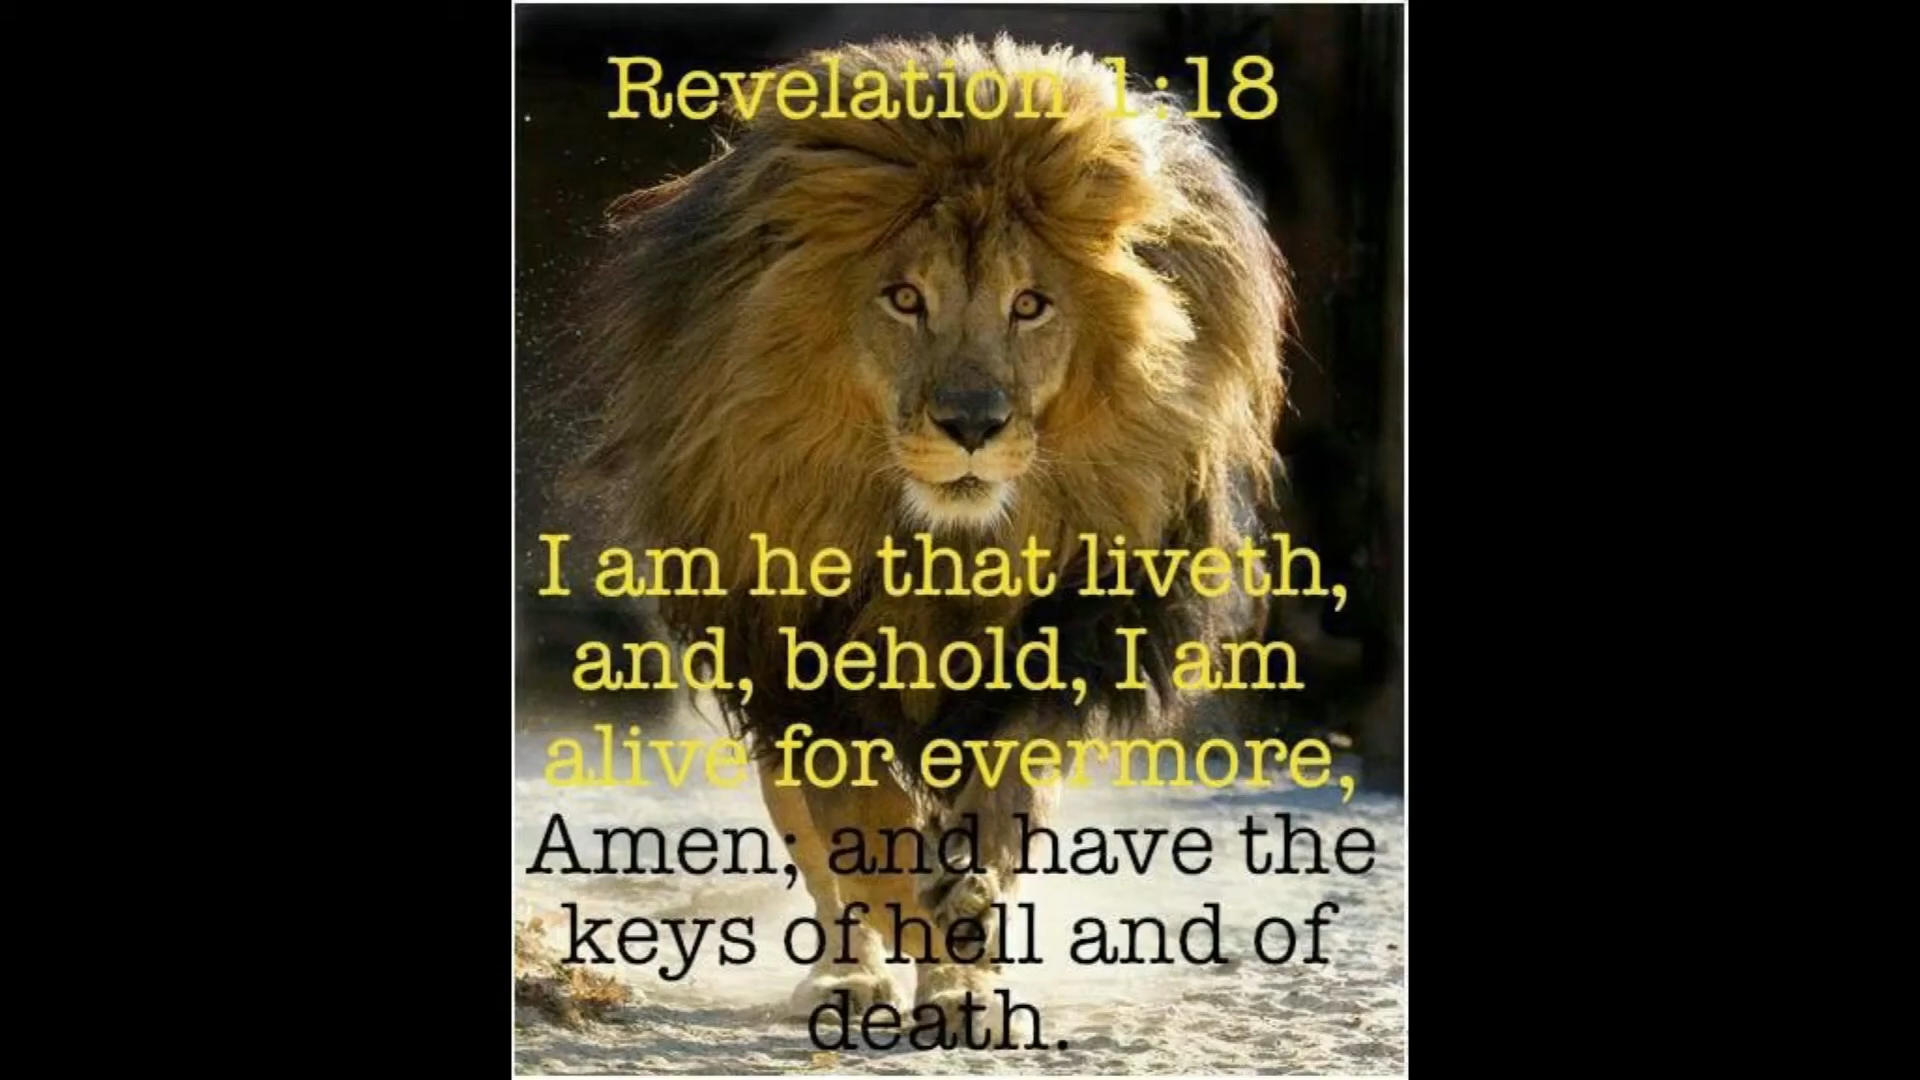 Revelation 1:18
I am he that liveth,
and, behold, I am
alive for evermore,
Amen; and have the
keys of hell and of
death.